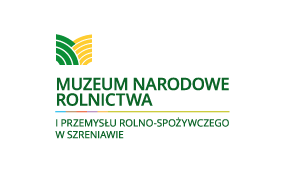 MUZEUM NARODOWE
ROLNICTWA
I PRZEMYSŁU ROLNO-SPOŻYWCZEGO
W SZRENIAWIE